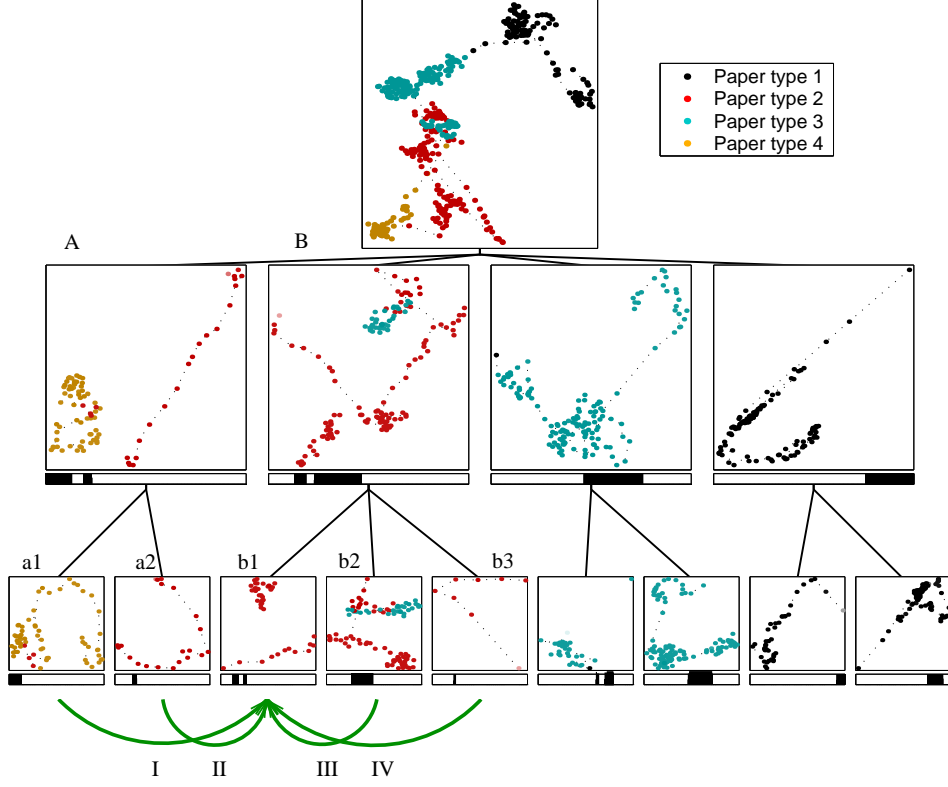 Paper type 1
Paper type 2
Paper type 3
Paper type 4
A
B
a1
a2
b1
b2
b3
I
II
III
IV